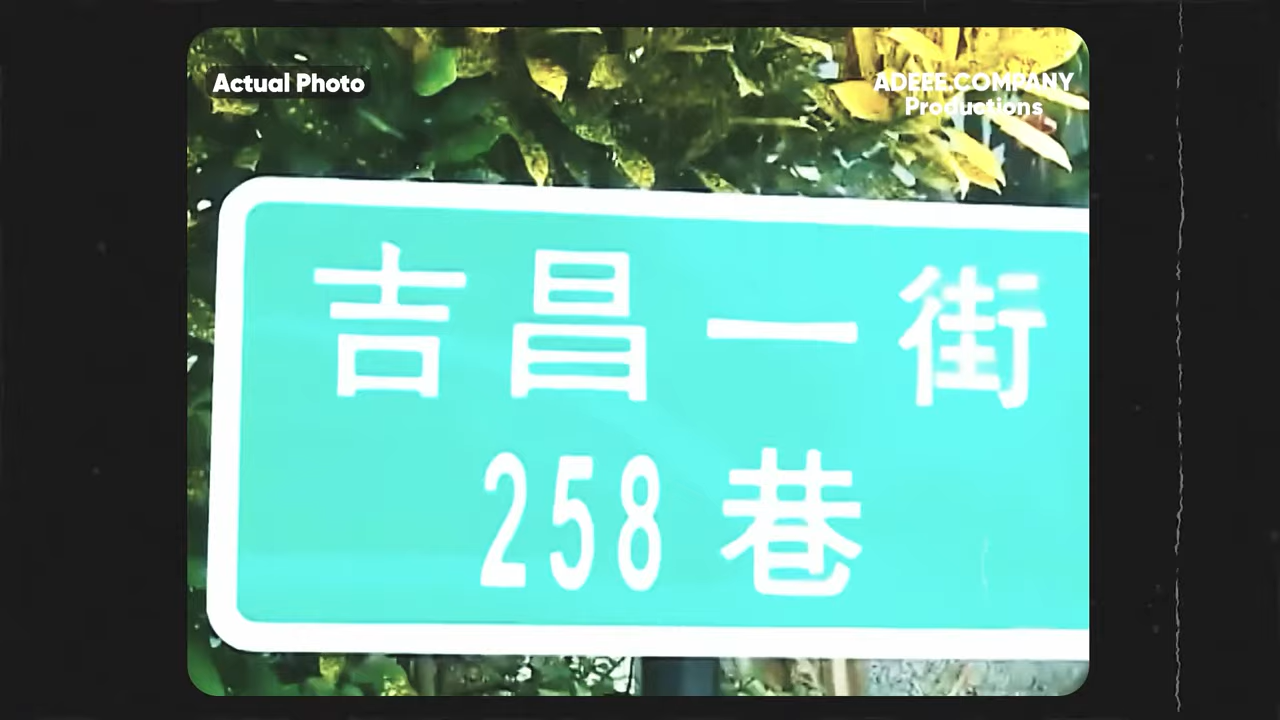 Actual Photo
ADEEE.COMPANY
Productions
吉昌一街
258 巷